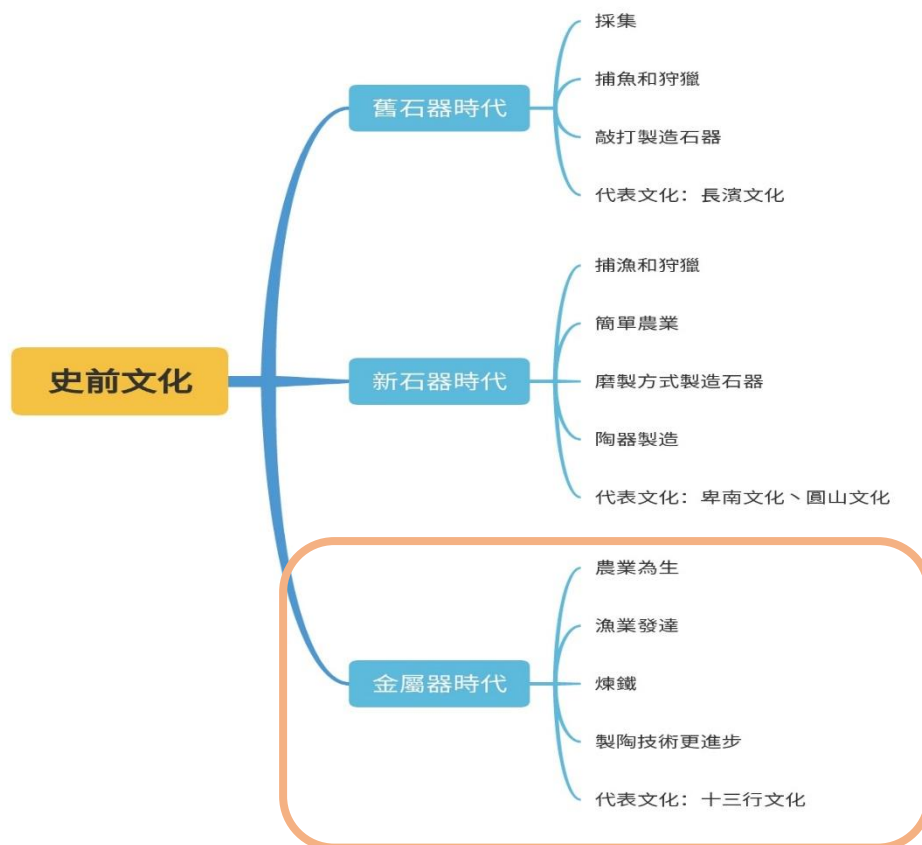 史前文化
舊石器時代
採集
捕魚和狩獵
敲打製造石器
代表文化：長濱文化
新石器時代
捕漁和狩獵
簡單農業
磨製方式製造石器
陶器製造
代表文化：卑南文化、圓山文化
金屬器時代
農業為生
漁業發達
煉鐵
製陶技術更進步
代表文化：十三行文化